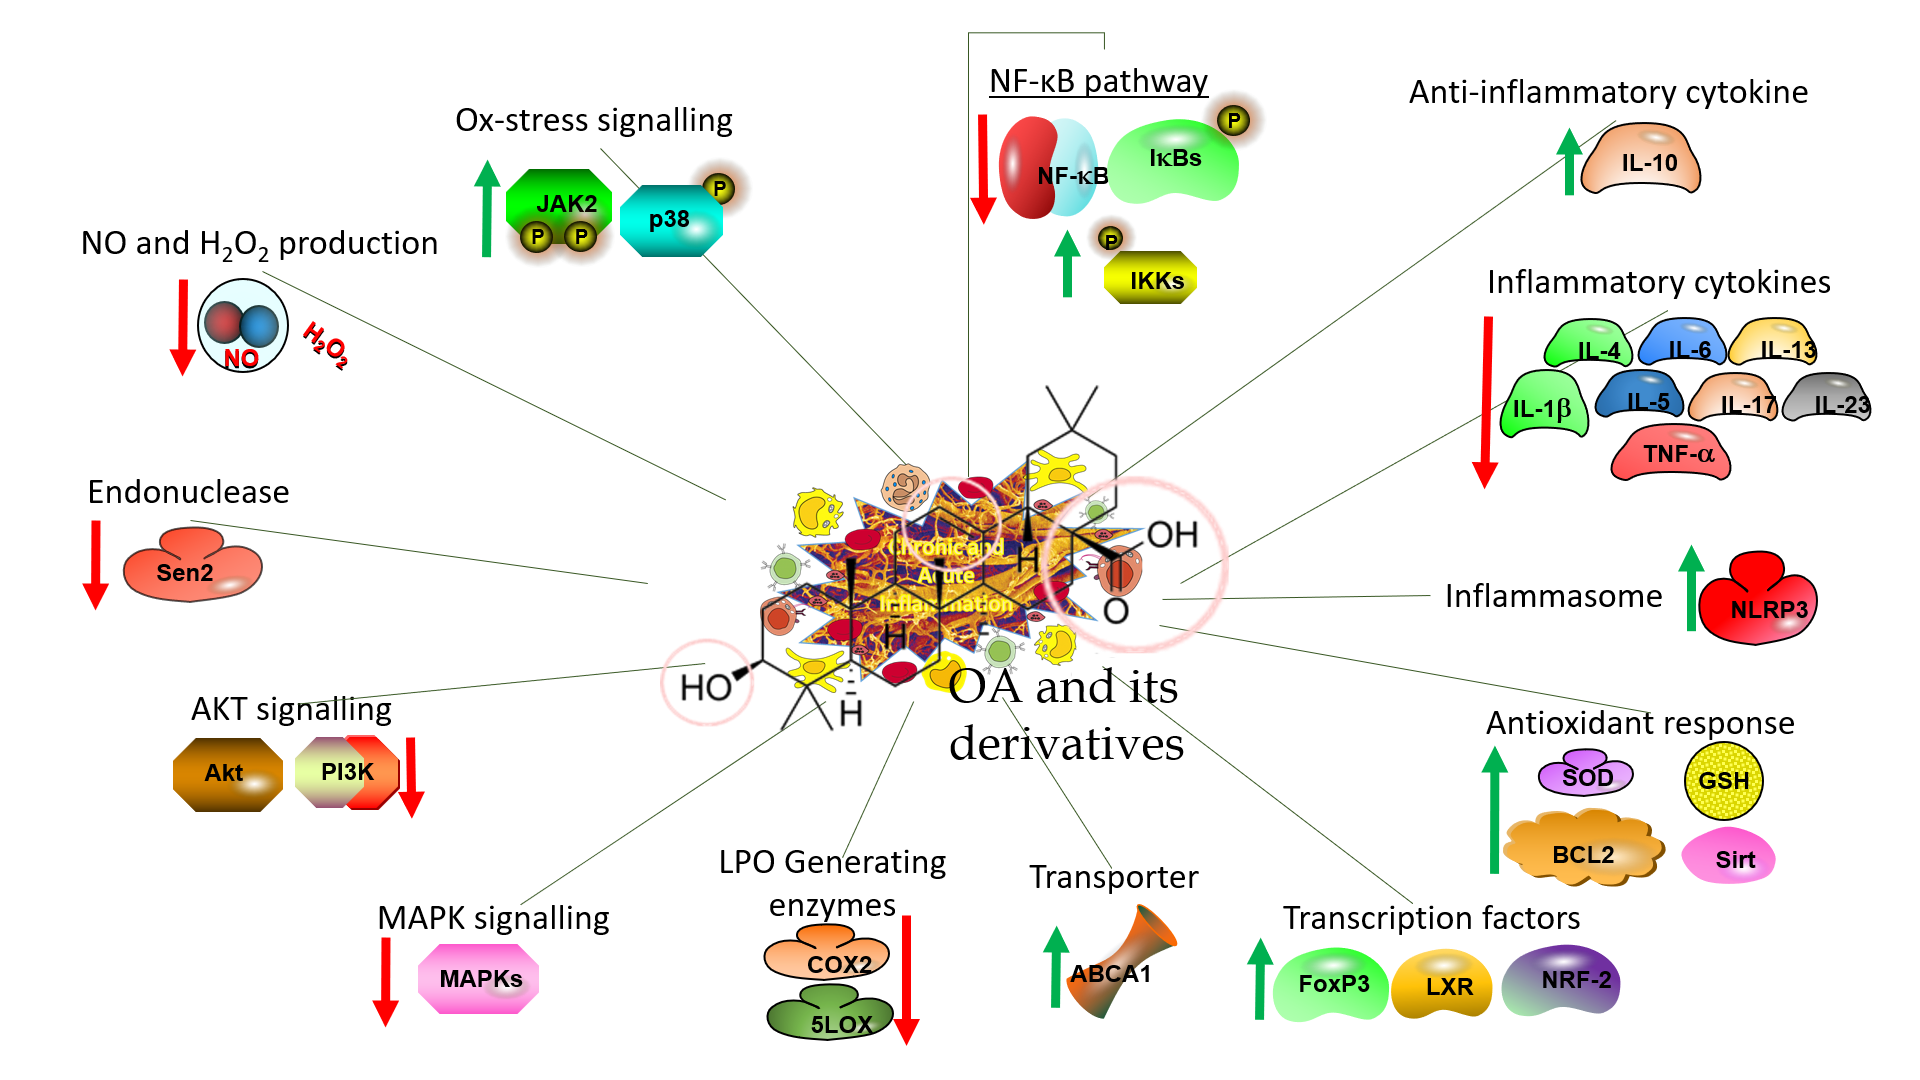 NF-κB pathway
P
NF-κB
IκBs
P
IKKs
Anti-inflammatory cytokine
IL-10
Ox-stress signalling
JAK2
P P
p38
P
NO and H₂O₂ production
NO
H₂O₂
Inflammatory cytokines
IL-4 IL-6 IL-13
IL-1β IL-5 IL-17 IL-23
TNF-α
Endonuclease
Sen2
Chronic and
Acute
Inflammation
OH
H
O
H
HO
H
OA and its
derivatives
Inflammasome
NLRP3
AKT signalling
Akt
PI3K
Antioxidant response
SOD
GSH
BCL2
Sirt
MAPK signalling
MAPKs
LPO Generating
enzymes
COX2
5LOX
Transporter
ABCA1
Transcription factors
FoxP3
LXR
NRF-2